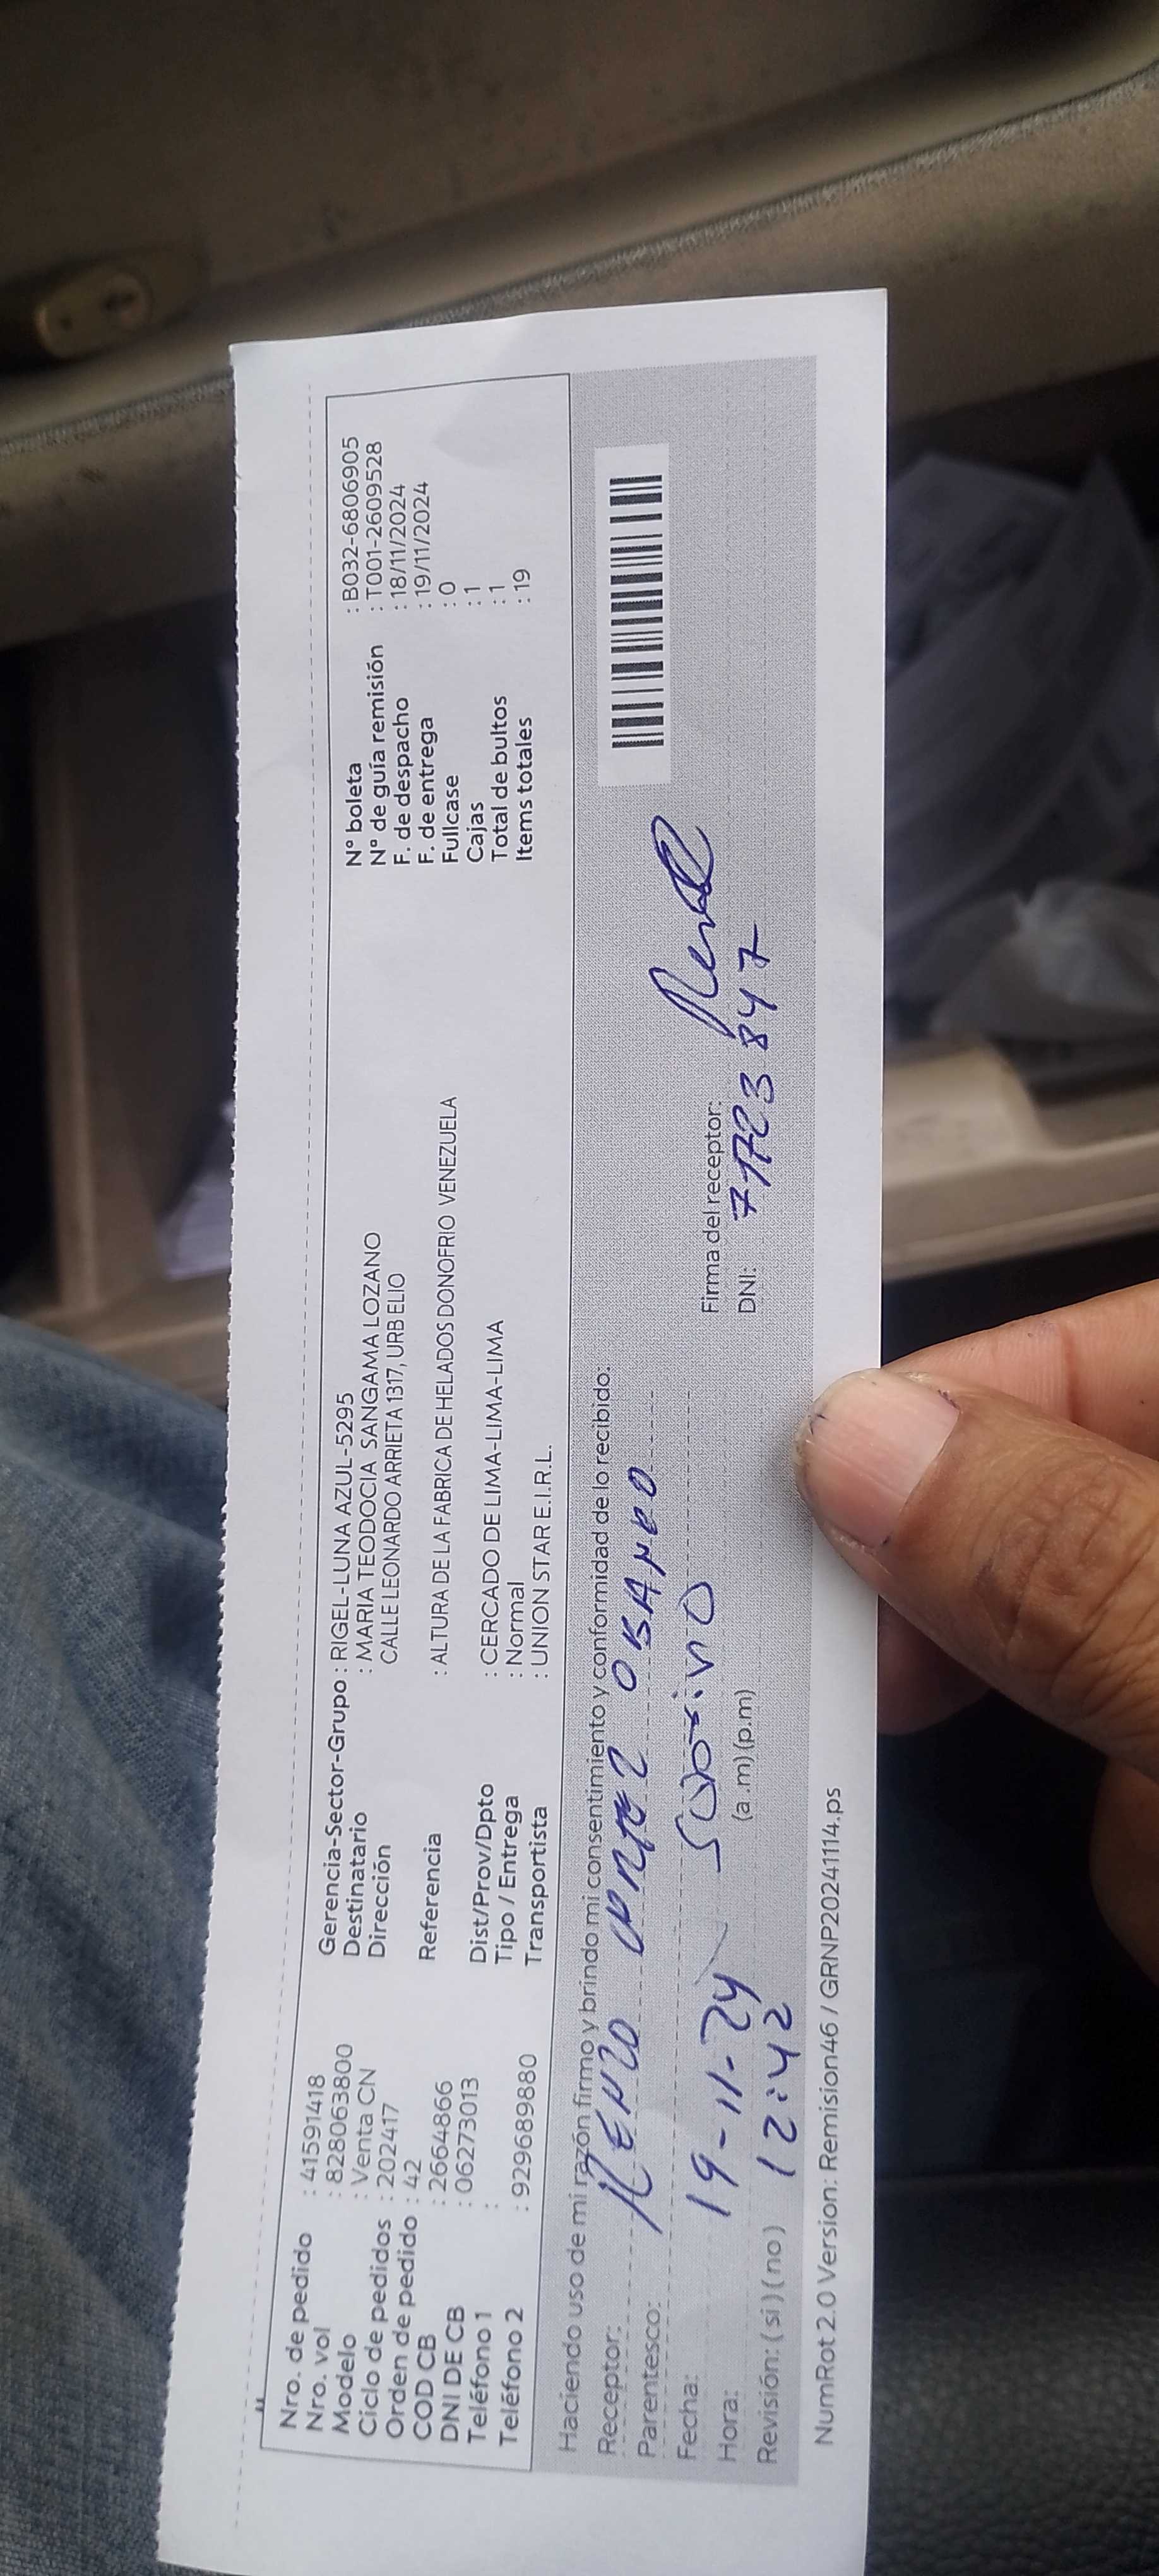 Nro. de pedido : 41591418
Nro. vol : 828063800
Modelo : Venta CN
Ciclo de pedidos : 202417
Orden de pedido : 42
COD CB : 2664866
DNI DE CB : 06273013
Teléfono 1 :
Teléfono 2 : 929689880
Gerencia-Sector-Grupo : RIGEL-LUNA AZUL-5295
Destinatario : MARIA TEODOCIA SANGAMA LOZANO
Dirección CALLE LEONARDO ARRIETA 1317, URB ELIO
Referencia : ALTURA DE LA FABRICA DE HELADOS DONOFRIO VENEZUELA
Dist/Prov/Dpto : CERCADO DE LIMA-LIMA-LIMA
Tipo / Entrega : Normal
Transportista : UNION STAR E.I.R.L.
N° boleta : B032-6806905
N° de guía remisión : T001-2609528
F. de despacho : 18/11/2024
F. de entrega : 19/11/2024
Fullcase : 0
Cajas : 1
Total de bultos : 1
Items totales : 19
Haciendo uso de mi razón firmo y brindo mi consentimiento y conformidad de lo recibido:
Receptor:
Parentesco: Sobrino
Fecha: 19-11-24
Hora: 12:42 (a.m) (p.m)
Revisión: ( si ) ( no )
Firma del receptor:
DNI: 71723847
NumRot 2.0 Version: Remision46 / GRNP20241114.ps